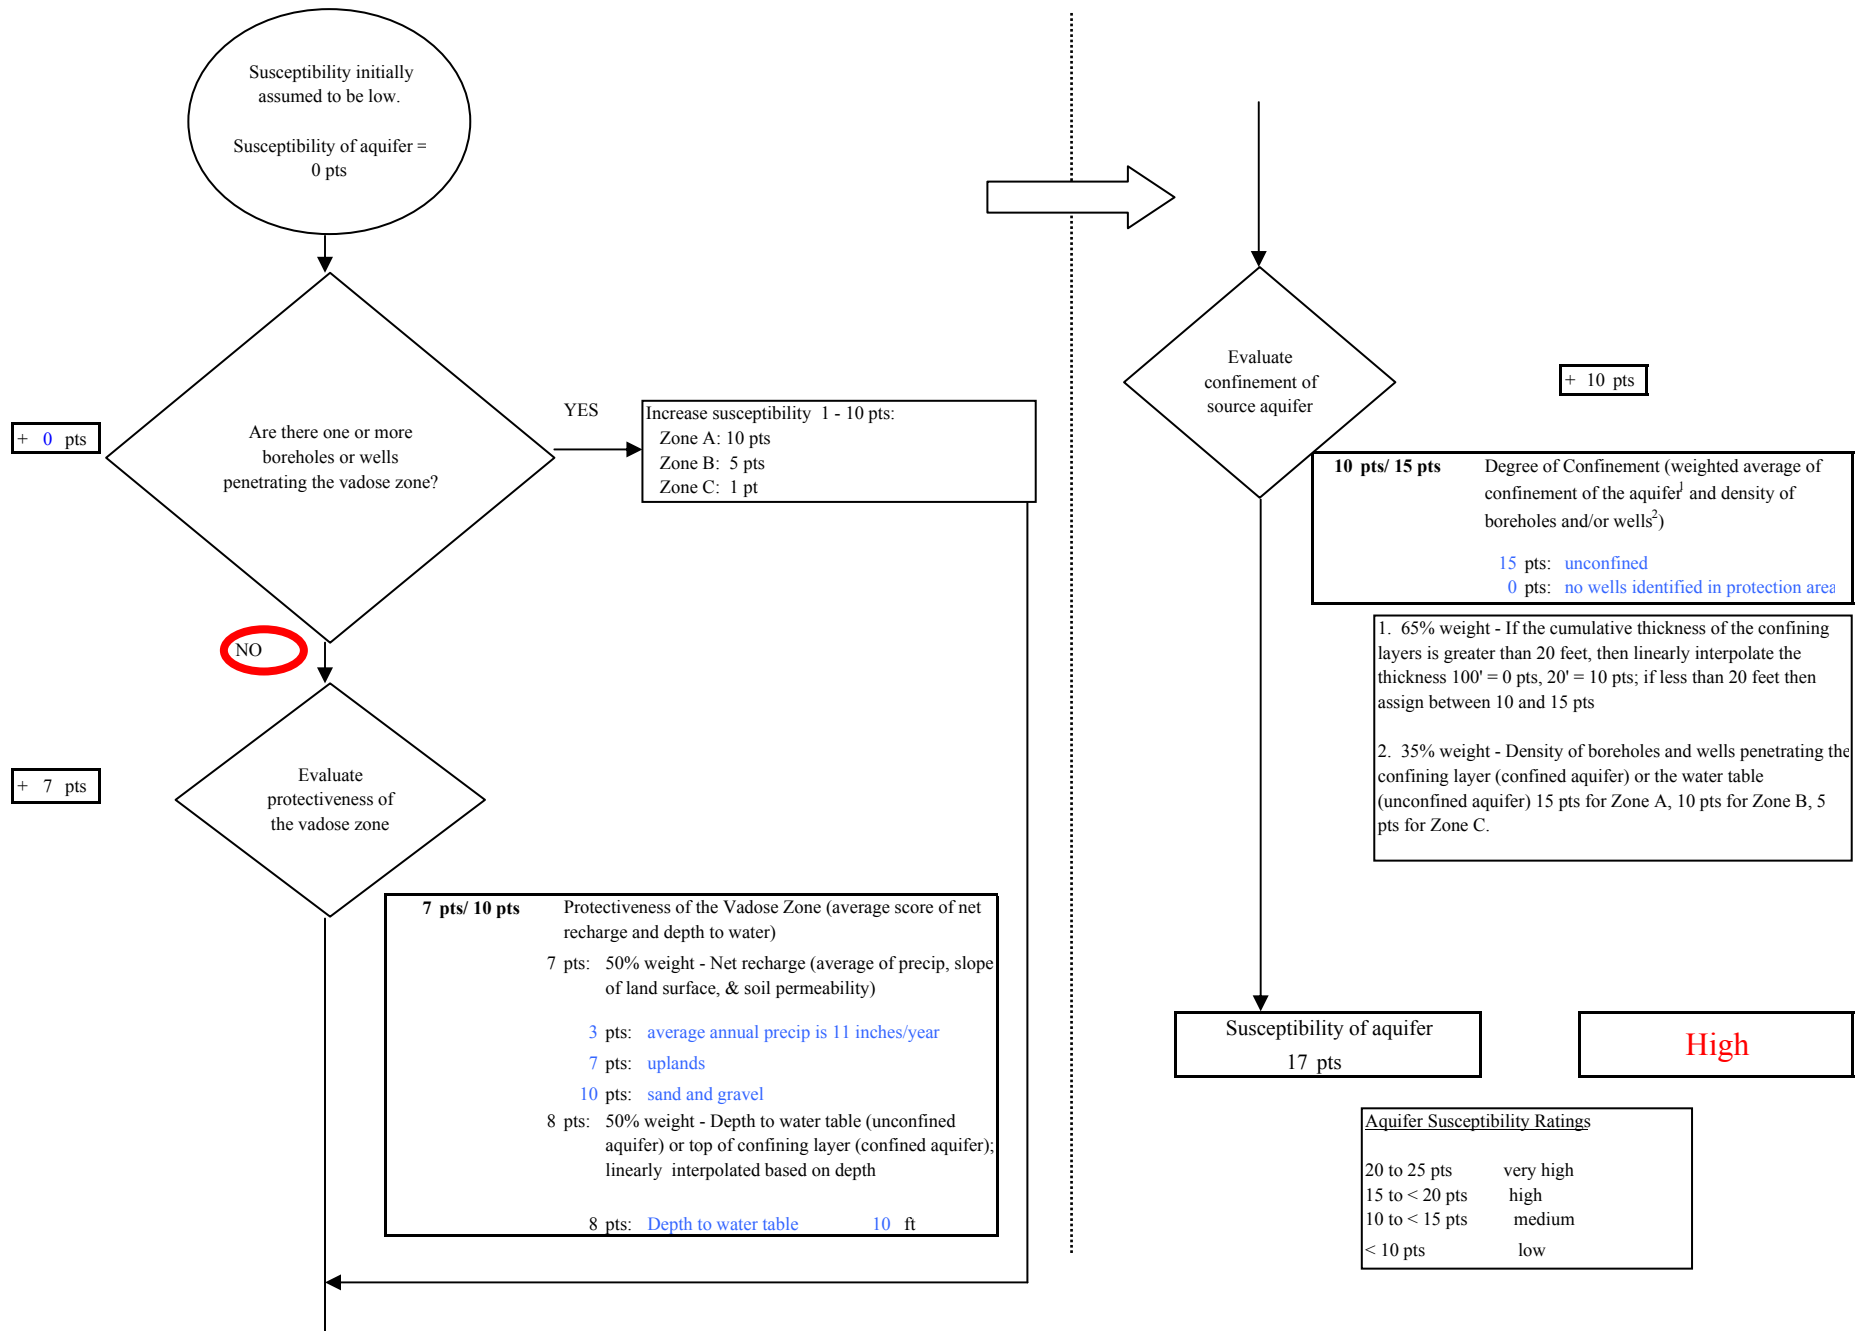 Susceptibility initially
assumed to be low.
Susceptibility of aquifer =
0 pts
+ 0 pts
Are there one or more
boreholes or wells
penetrating the vadose zone?
YES
Increase susceptibility 1 - 10 pts:
Zone A: 10 pts
Zone B: 5 pts
Zone C: 1 pt
NO
+ 7 pts
Evaluate
protectiveness of
the vadose zone
7 pts/ 10 pts Protectiveness of the Vadose Zone (average score of net
recharge and depth to water)
7 pts: 50% weight - Net recharge (average of precip, slope
of land surface, & soil permeability)
3 pts: average annual precip is 11 inches/year
7 pts: uplands
10 pts: sand and gravel
8 pts: 50% weight - Depth to water table (unconfined
aquifer) or top of confining layer (confined aquifer);
linearly interpolated based on depth
8 pts: Depth to water table 10 ft
Evaluate
confinement of
source aquifer
+ 10 pts
10 pts/ 15 pts Degree of Confinement (weighted average of
confinement of the aquifer1 and density of
boreholes and/or wells2)
15 pts: unconfined
0 pts: no wells identified in protection area
1. 65% weight - If the cumulative thickness of the confining
layers is greater than 20 feet, then linearly interpolate the
thickness 100' = 0 pts, 20' = 10 pts; if less than 20 feet then
assign between 10 and 15 pts
2. 35% weight - Density of boreholes and wells penetrating the
confining layer (confined aquifer) or the water table
(unconfined aquifer) 15 pts for Zone A, 10 pts for Zone B, 5
pts for Zone C.
Susceptibility of aquifer
17 pts
High
Aquifer Susceptibility Ratings
20 to 25 pts very high
15 to < 20 pts high
10 to < 15 pts medium
< 10 pts low